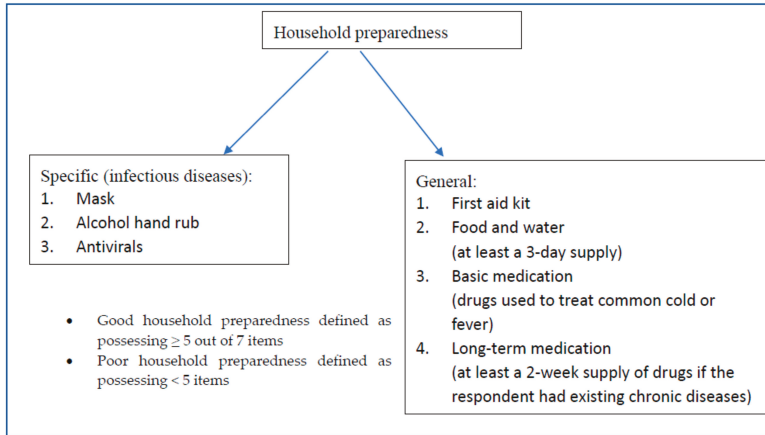 Household preparedness
Specific (infectious diseases):
1. Mask
2. Alcohol hand rub
3. Antivirals
General:
1. First aid kit
2. Food and water
(at least a 3-day supply)
3. Basic medication
(drugs used to treat common cold or
fever)
4. Long-term medication
(at least a 2-week supply of drugs if the
respondent had existing chronic diseases)
• Good household preparedness defined as
possessing ≥ 5 out of 7 items
• Poor household preparedness defined as
possessing < 5 items